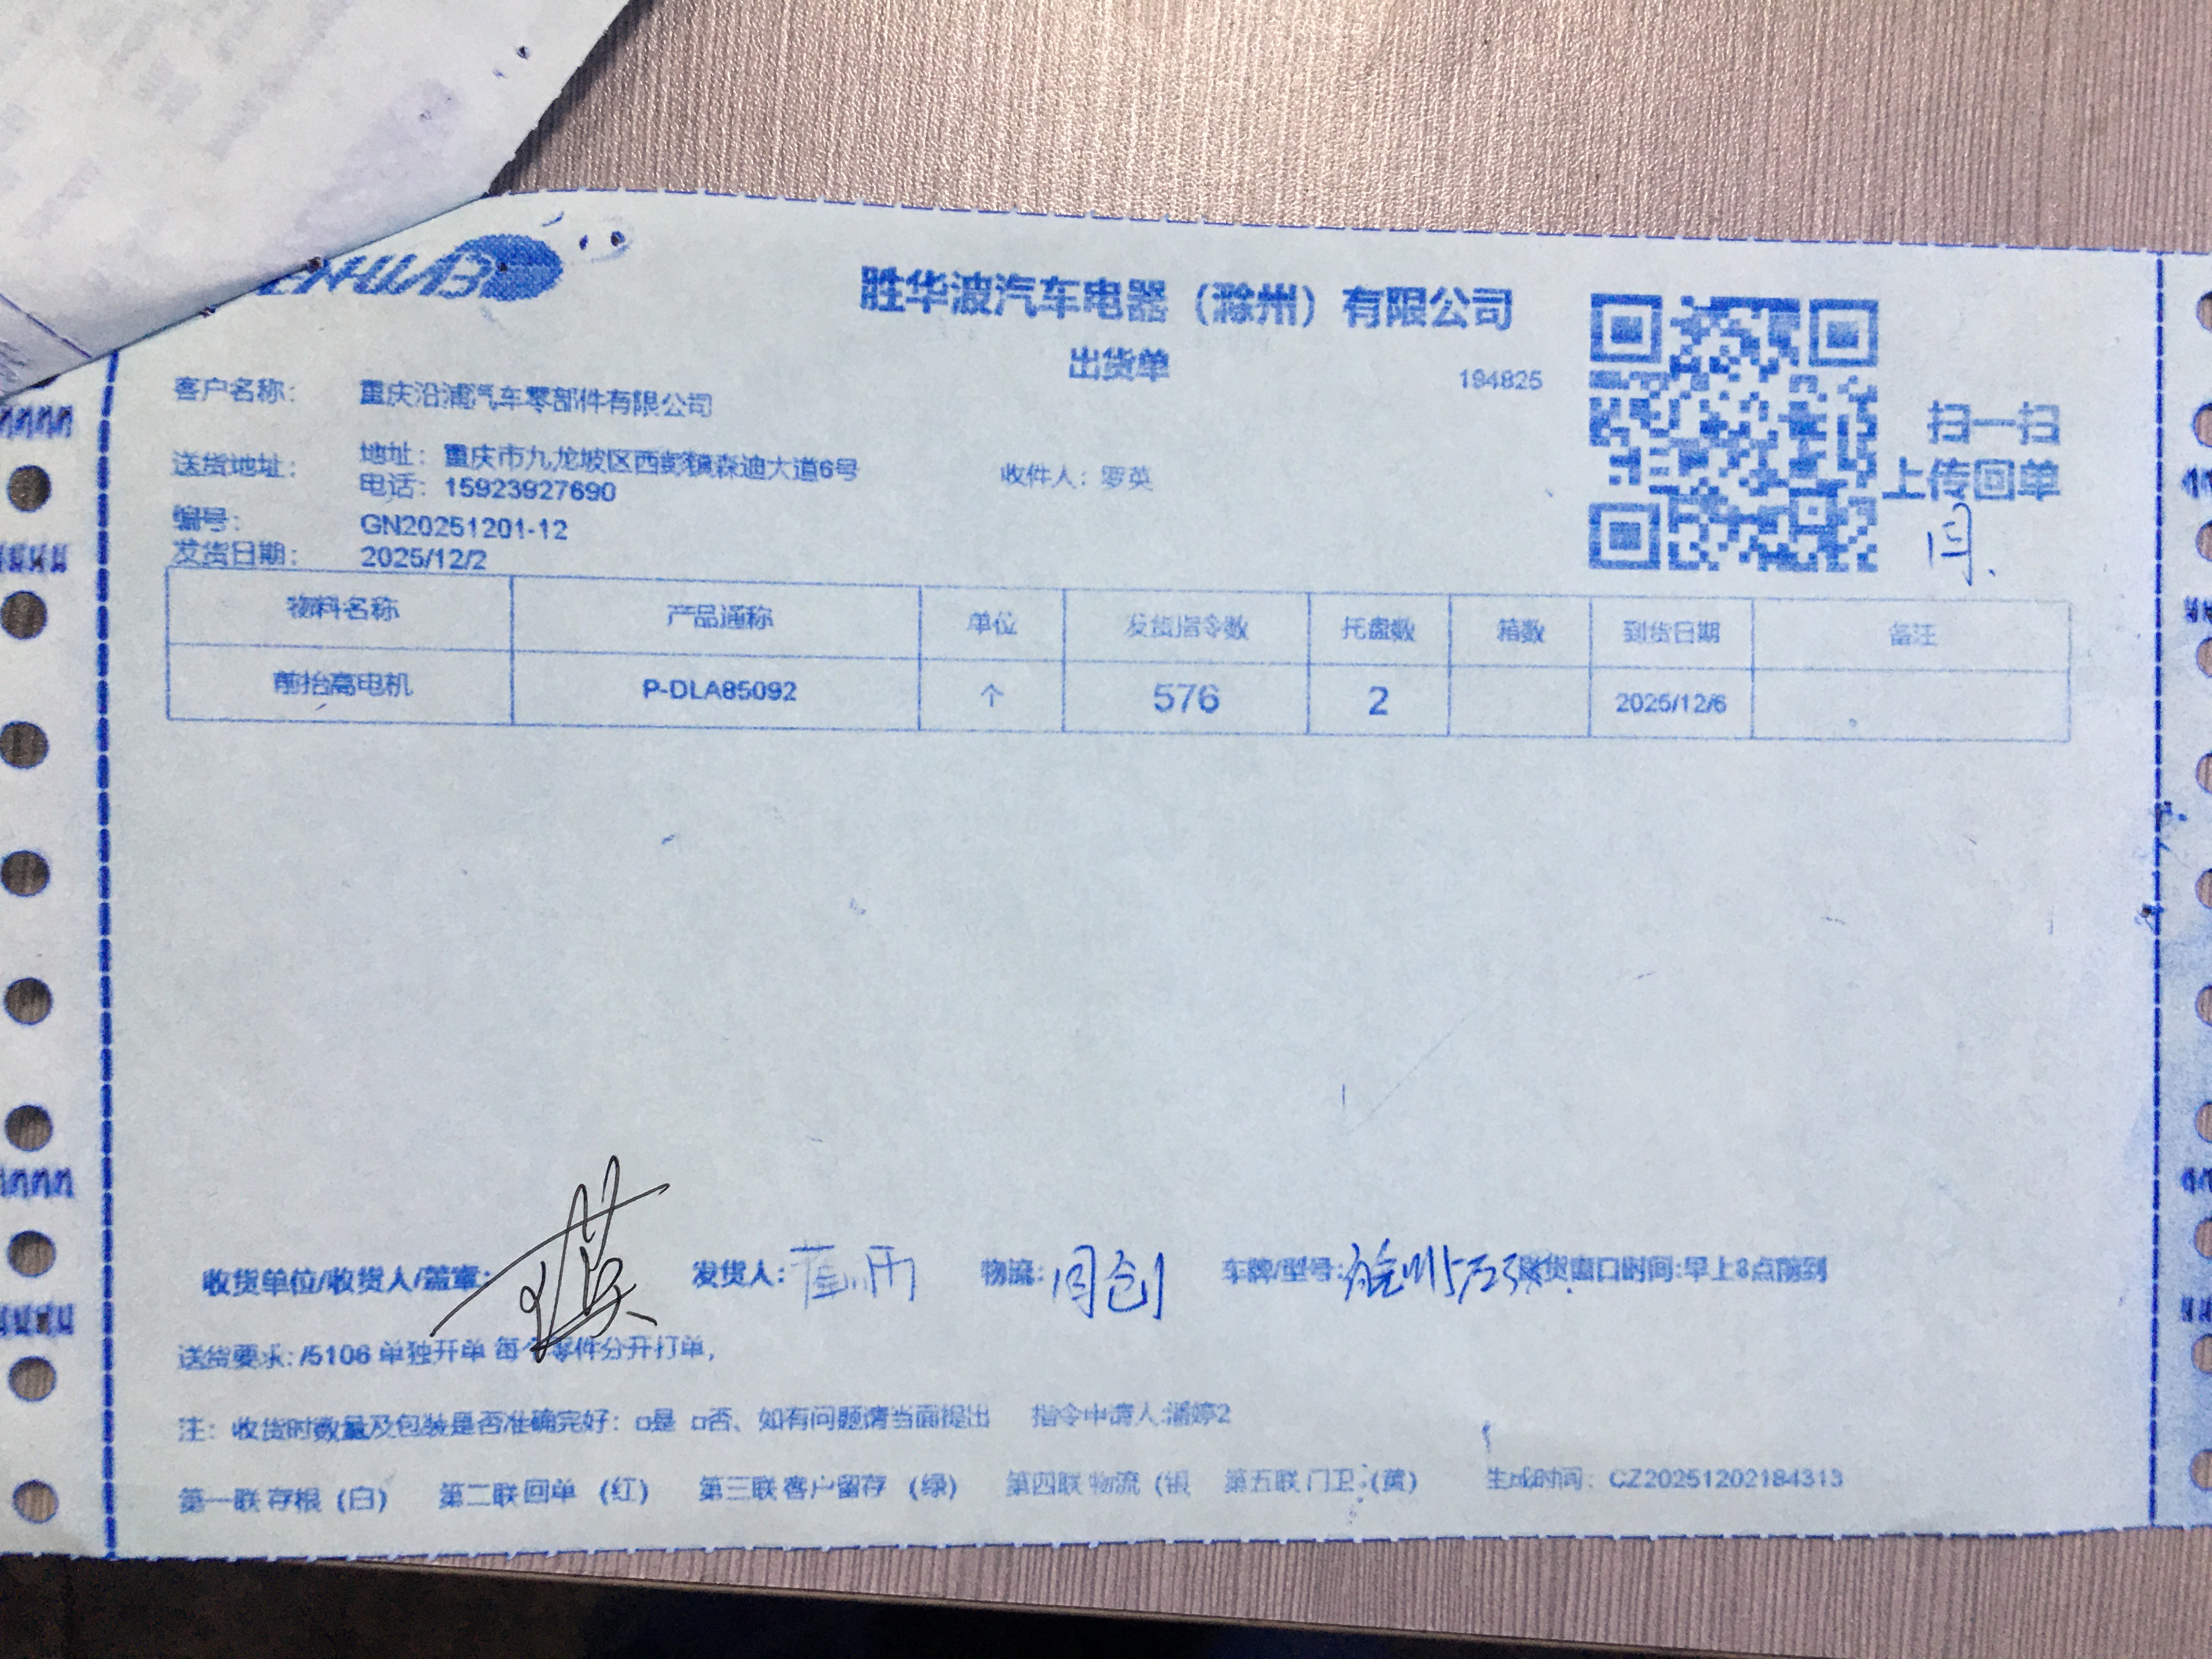 胜华波汽车电器（滁州）有限公司
出货单
194825
扫一扫
上传回单
客户名称： 重庆沿浦汽车零部件有限公司
送货地址： 地址：重庆市九龙坡区西彭镇森迪大道6号 收件人：罗英
电话：15923927690
编号： GN20251201-12
发货日期： 2025/12/2
物料名称 产品通称 单位 发货指令数 托盘数 箱数 到货日期 备注
前抬高电机 P-DLA85092 个 576 2 2025/12/6
收货单位/收货人/盖章: 发货人: 物流: 车牌/型号: 货窗口时间:早上8点前到
送货要求: /5106 单独开单 每个零件分开打单，
注：收货时数量及包装是否准确完好：□是 □否、如有问题请当面提出 指令申请人:潘婷2
第一联 存根（白） 第二联 回单（红） 第三联 客户留存（绿） 第四联 物流（银 第五联 门卫（黄） 生成时间：CZ20251202184313